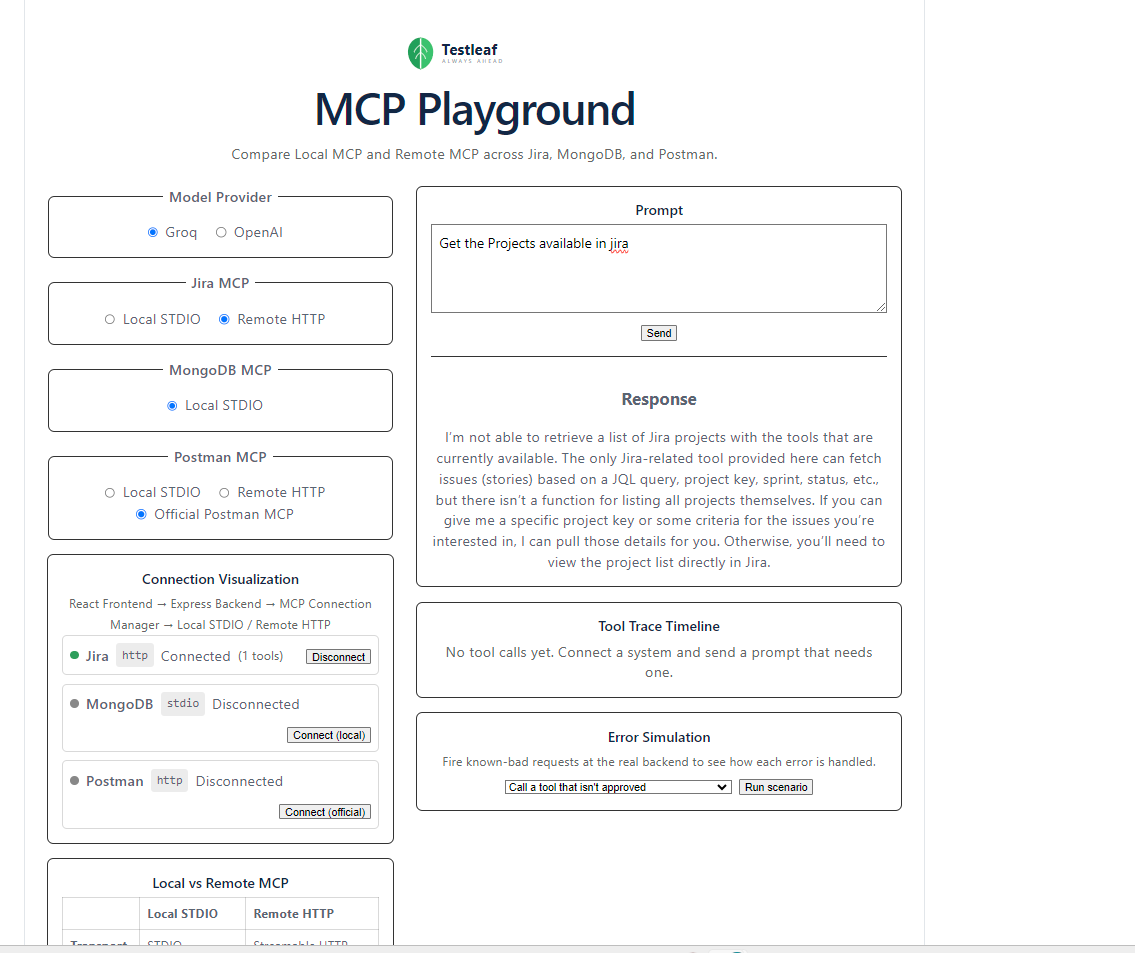 Testleaf
ALWAYS AHEAD
MCP Playground
Compare Local MCP and Remote MCP across Jira, MongoDB, and Postman.
Model Provider
Groq OpenAI
Jira MCP
Local STDIO Remote HTTP
MongoDB MCP
Local STDIO
Postman MCP
Local STDIO Remote HTTP
Official Postman MCP
Connection Visualization
React Frontend → Express Backend → MCP Connection
Manager → Local STDIO / Remote HTTP
Jira http Connected (1 tools) Disconnect
MongoDB stdio Disconnected
Connect (local)
Postman http Disconnected
Connect (official)
Local vs Remote MCP
Local STDIO Remote HTTP
Transport STDIO Streamable HTTP
Prompt
Get the Projects available in jira
Send
Response
I'm not able to retrieve a list of Jira projects with the tools that are
currently available. The only Jira-related tool provided here can fetch
issues (stories) based on a JQL query, project key, sprint, status, etc.,
but there isn't a function for listing all projects themselves. If you can
give me a specific project key or some criteria for the issues you're
interested in, I can pull those details for you. Otherwise, you'll need to
view the project list directly in Jira.
Tool Trace Timeline
No tool calls yet. Connect a system and send a prompt that needs
one.
Error Simulation
Fire known-bad requests at the real backend to see how each error is handled.
Call a tool that isn't approved Run scenario